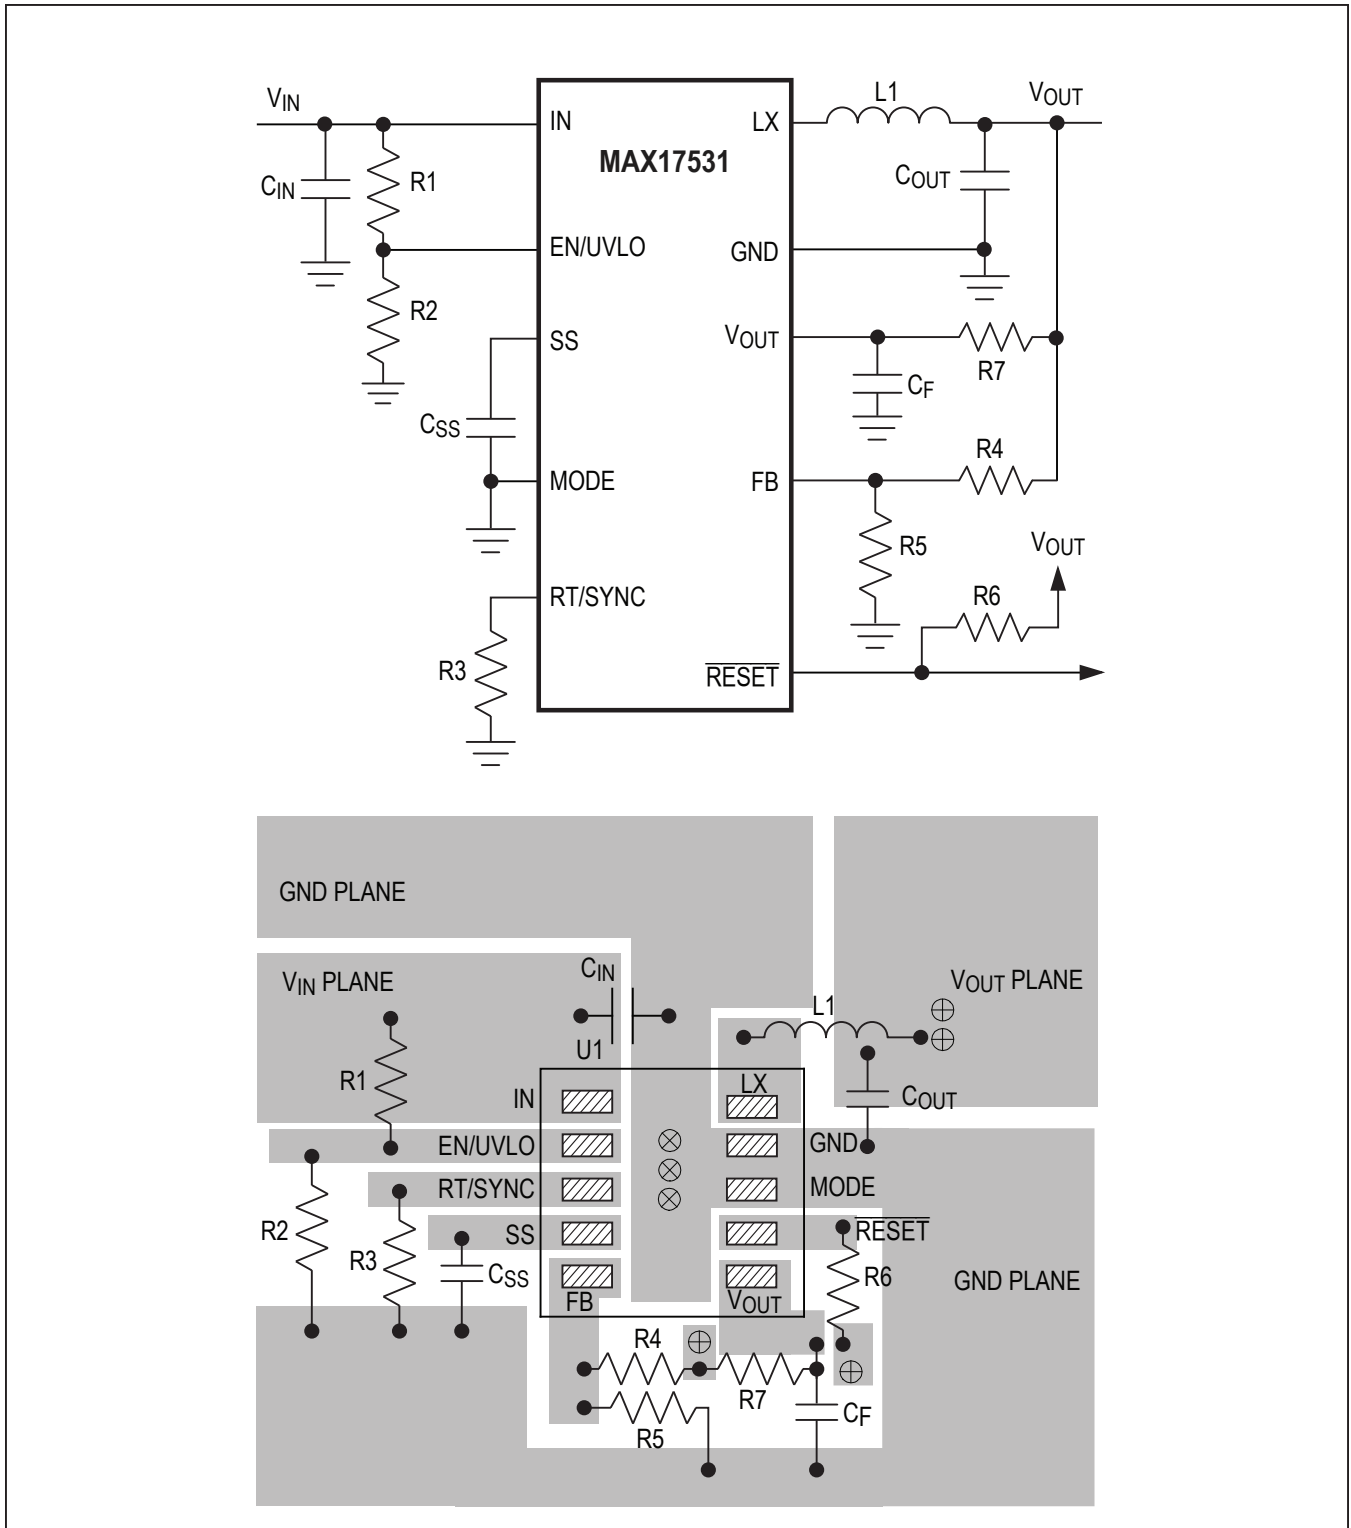 VIN
L1
VOUT
IN
LX
MAX17531
CIN
R1
COUT
EN/UVLO
GND
R2
SS
VOUT
R7
CF
CSS
R4
MODE
FB
R5
VOUT
RT/SYNC
R6
R3
RESET
GND PLANE
VIN PLANE
CIN
VOUT PLANE
L1
U1
R1
LX
IN
COUT
EN/UVLO
GND
RT/SYNC
MODE
R2
SS
RESET
R3
CSS
R6
GND PLANE
FB
VOUT
R4
R7
CF
R5